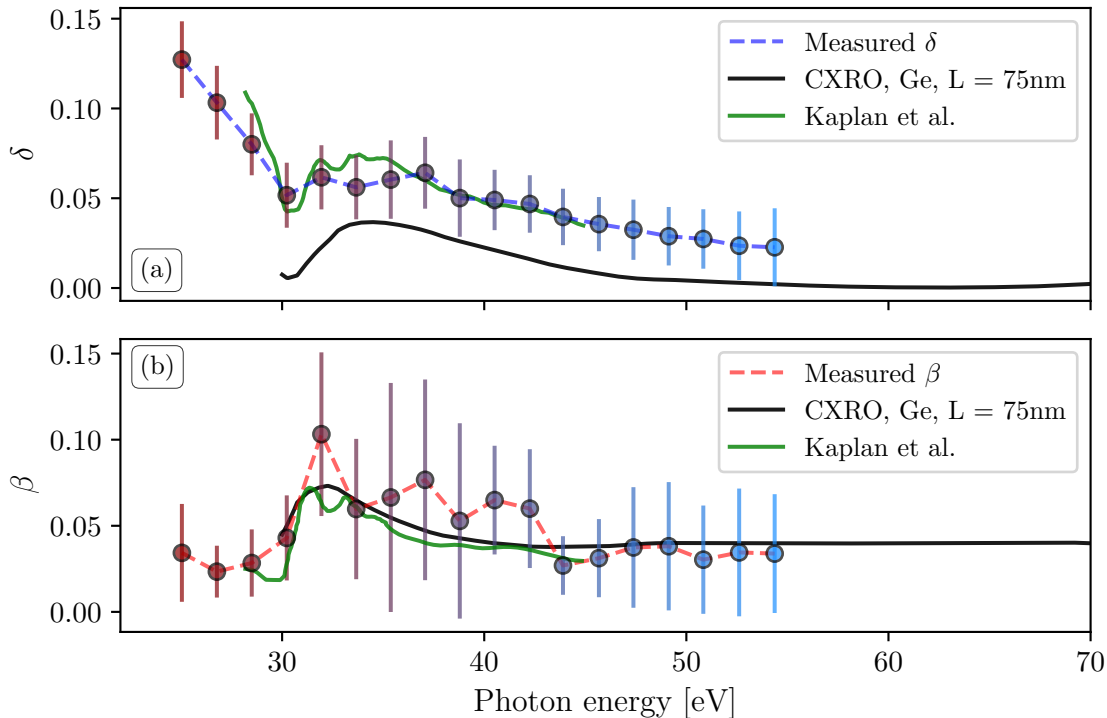 0.15
0.10
0.05
0.00
δ
(a)
Measured δ
CXRO, Ge, L = 75nm
Kaplan et al.
0.15
0.10
0.05
0.00
β
(b)
Measured β
CXRO, Ge, L = 75nm
Kaplan et al.
30 40 50 60 70
Photon energy [eV]